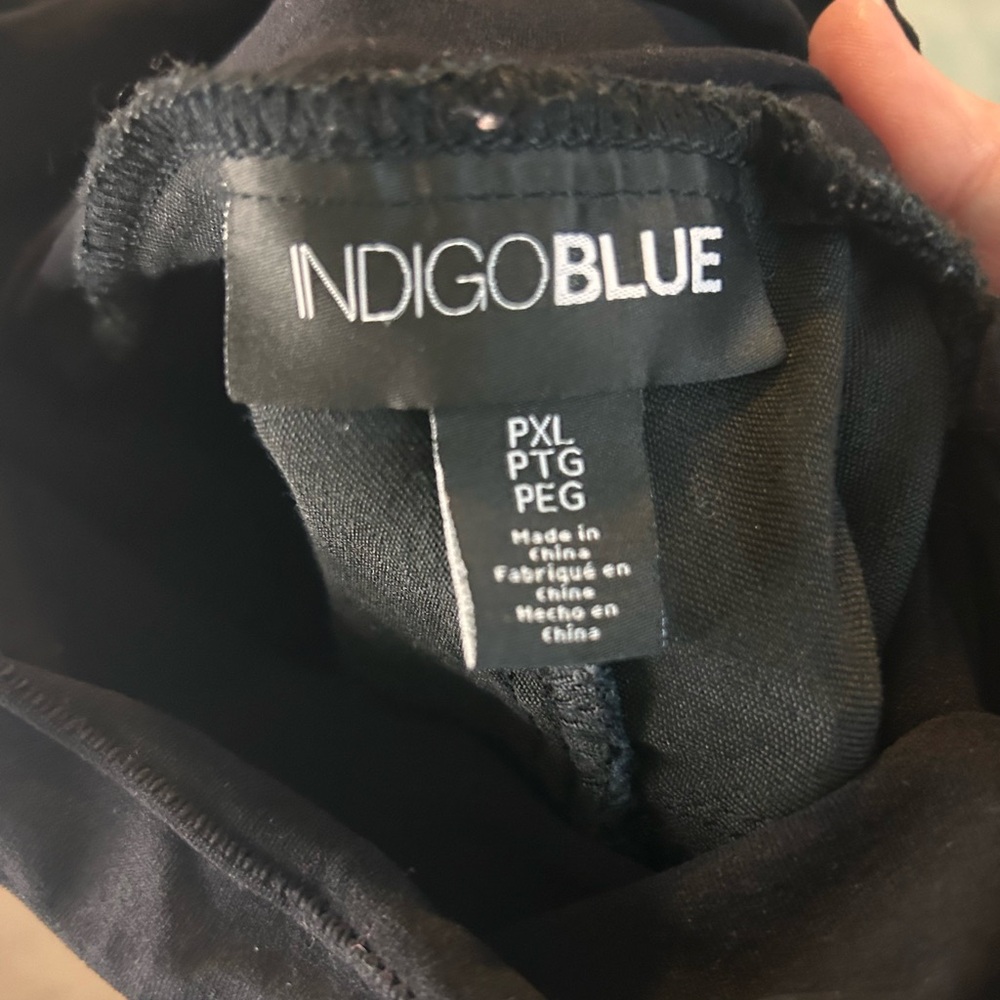 INDIGOBLUE
PXL
PTG
PEG
Made in
China
Fabriqué en
Chine
Hecho en
China